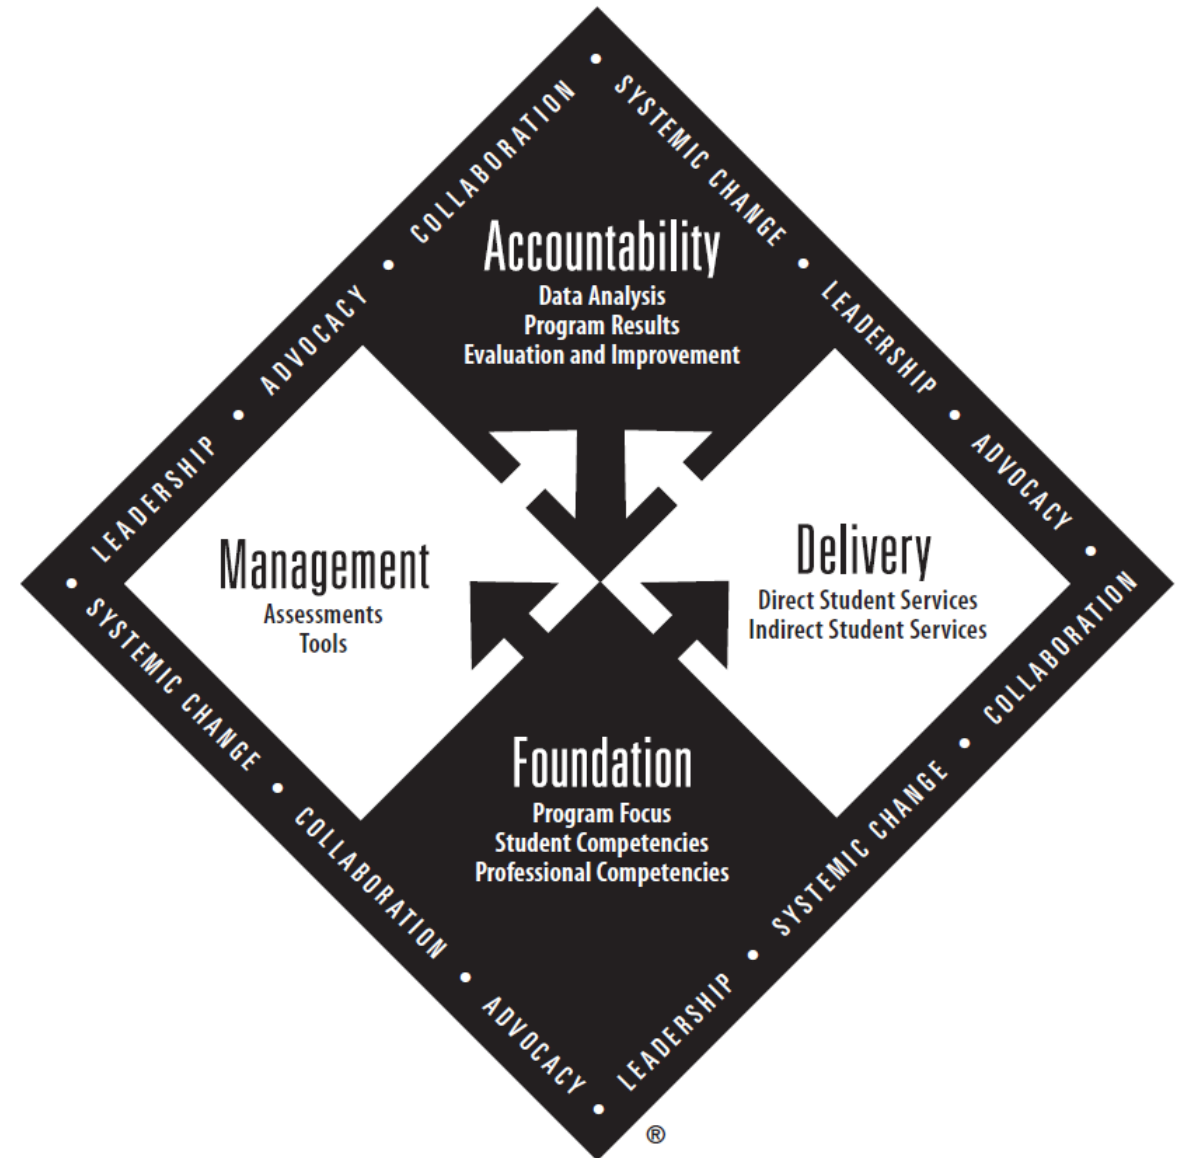 COLLABORATION • SYSTEMIC CHANGE
ADVOCACY • LEADERSHIP
LEADERSHIP • ADVOCACY •
Accountability
Data Analysis
Program Results
Evaluation and Improvement
Management
Assessments
Tools
Delivery
Direct Student Services
Indirect Student Services
Foundation
Program Focus
Student Competencies
Professional Competencies
• SYSTEMIC CHANGE • COLLABORATION • ADVOCACY •
LEADERSHIP • SYSTEMIC CHANGE • COLLABORATION
®